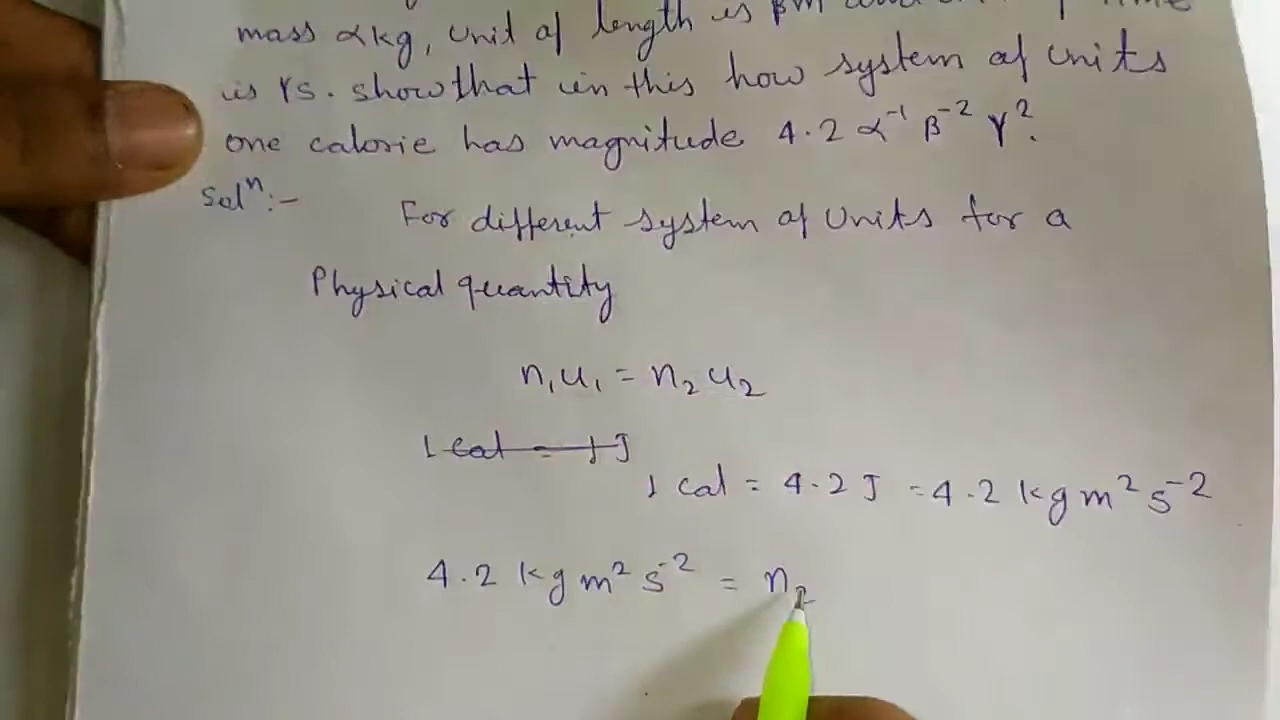 mass αkg, unit of length is βm
is γs. show that in this how system of units
one calorie has magnitude 4.2 α⁻¹ β⁻² γ².
Solⁿ:- For different system of units for a
Physical quantity
n₁u₁ = n₂u₂
1 cal = 1 J
1 cal = 4.2 J = 4.2 kg m² s⁻²
4.2 kg m² s⁻² = n₂